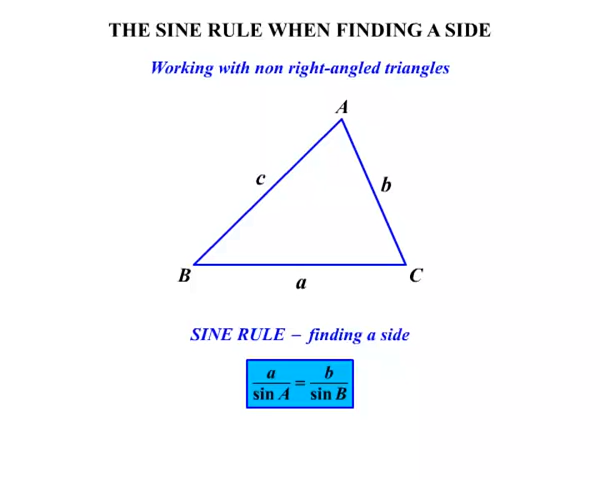 THE SINE RULE WHEN FINDING A SIDE
Working with non right-angled triangles
A
c
b
B
a
C
SINE RULE – finding a side
a/sin A = b/sin B